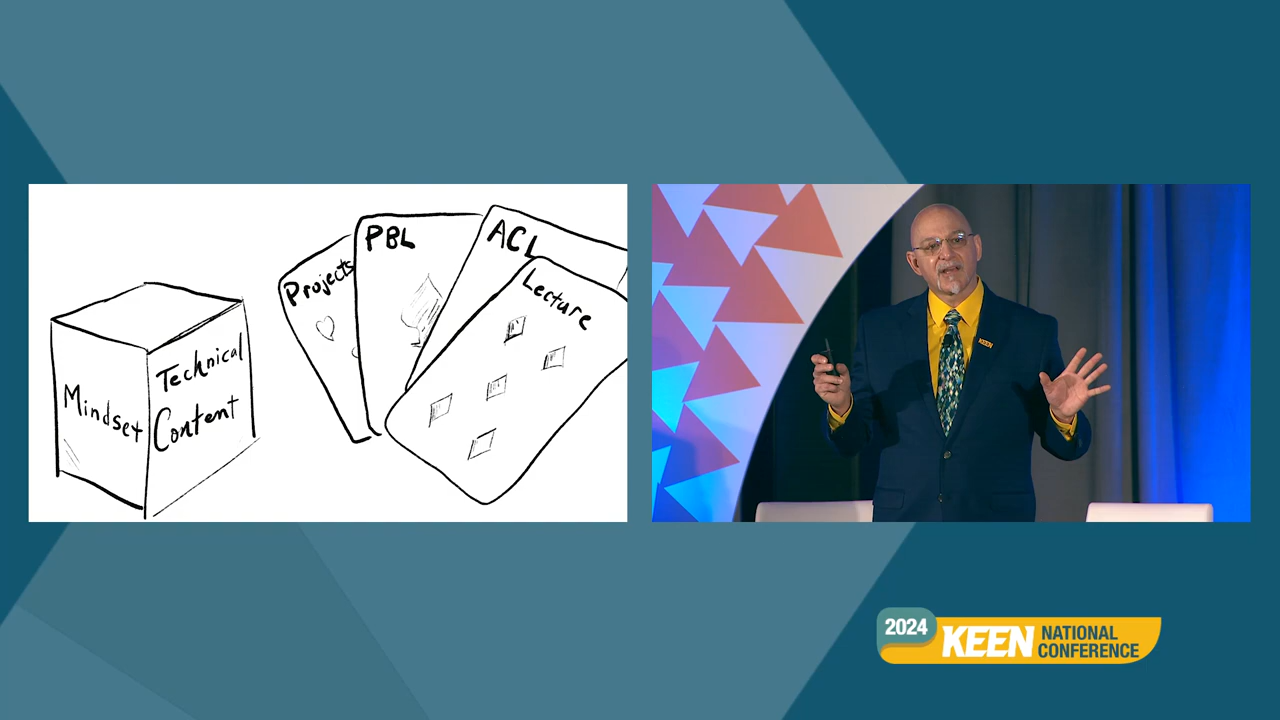 Projects
PBL
ACL
Lecture
Mindset
Technical
Content
KEEN
2024
KEEN NATIONAL
CONFERENCE